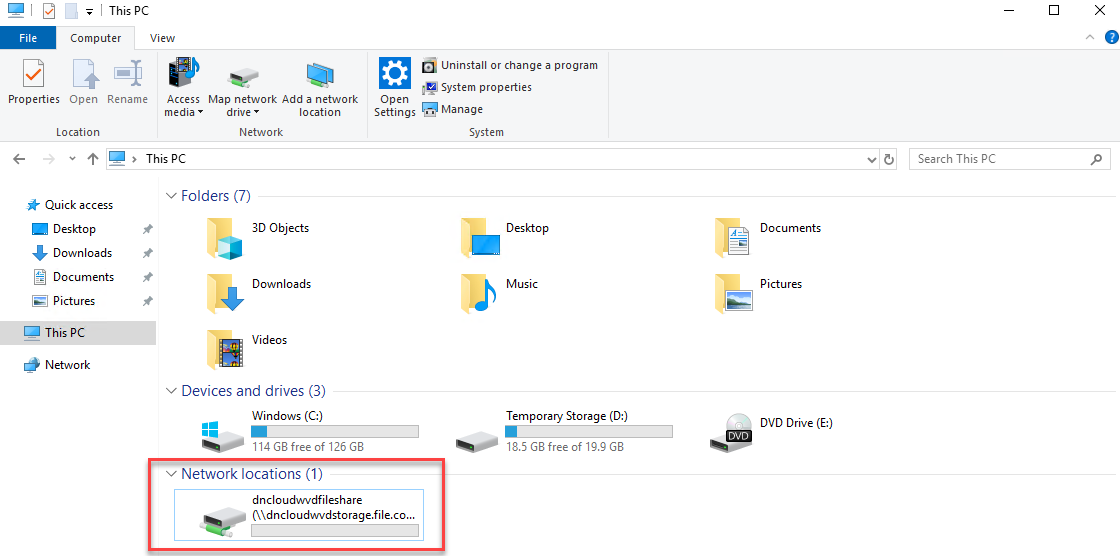 This PC
File
Computer
View
Properties
Open
Rename
Access media
Map network drive
Add a network location
Open Settings
Uninstall or change a program
System properties
Manage
Location
Network
System
This PC
Search This PC
Quick access
Desktop
Downloads
Documents
Pictures
This PC
Network
Folders (7)
3D Objects
Desktop
Documents
Downloads
Music
Pictures
Videos
Devices and drives (3)
Windows (C:)
114 GB free of 126 GB
Temporary Storage (D:)
18.5 GB free of 19.9 GB
DVD
DVD Drive (E:)
Network locations (1)
dncloudwvdfileshare
(\\dncloudwvdstorage.file.co...